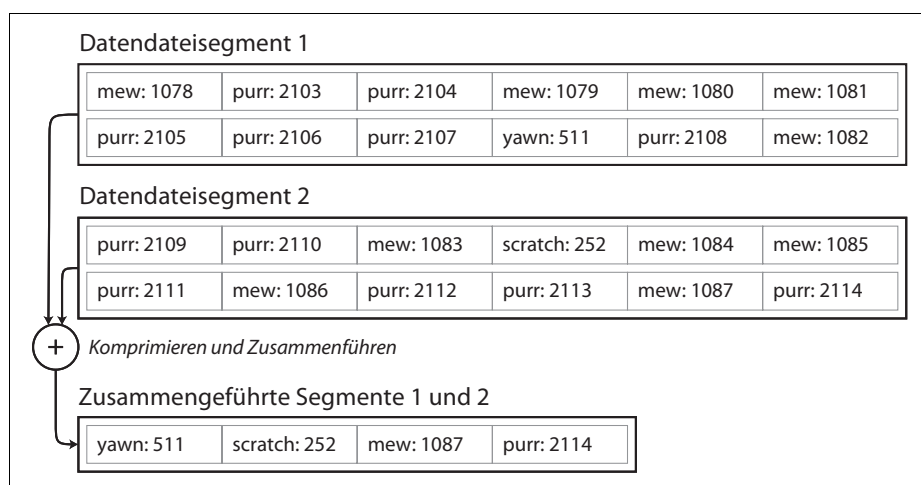 Datendateisegment 1
mew: 1078 purr: 2103 purr: 2104 mew: 1079 mew: 1080 mew: 1081
purr: 2105 purr: 2106 purr: 2107 yawn: 511 purr: 2108 mew: 1082
Datendateisegment 2
purr: 2109 purr: 2110 mew: 1083 scratch: 252 mew: 1084 mew: 1085
purr: 2111 mew: 1086 purr: 2112 purr: 2113 mew: 1087 purr: 2114
+ Komprimieren und Zusammenführen
Zusammengeführte Segmente 1 und 2
yawn: 511 scratch: 252 mew: 1087 purr: 2114